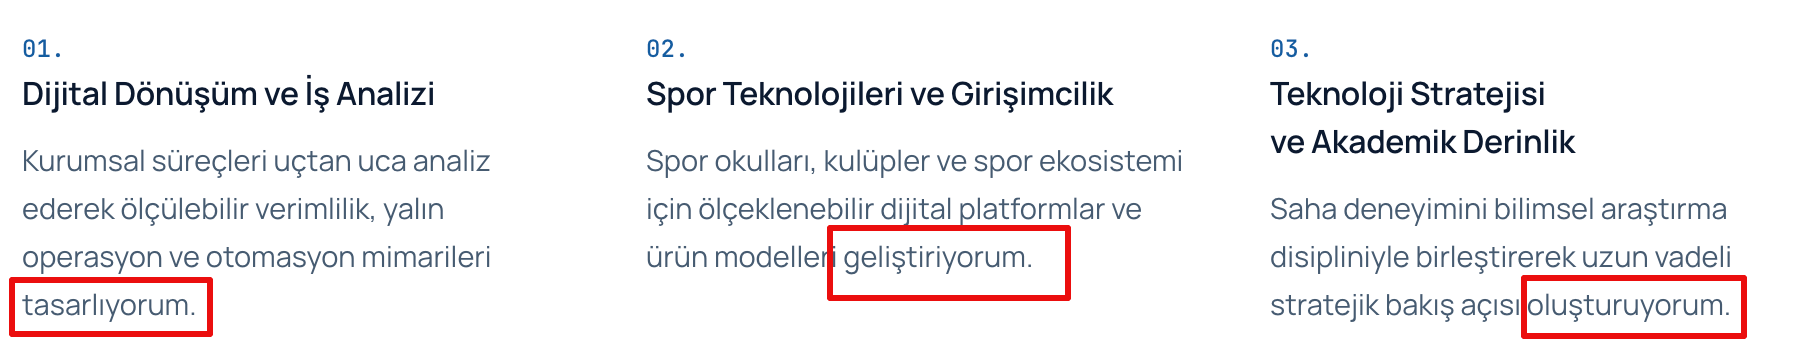 01.
Dijital Dönüşüm ve İş Analizi
Kurumsal süreçleri uçtan uca analiz
ederek ölçülebilir verimlilik, yalın
operasyon ve otomasyon mimarileri
tasarlıyorum.
02.
Spor Teknolojileri ve Girişimcilik
Spor okulları, kulüpler ve spor ekosistemi
için ölçeklenebilir dijital platformlar ve
ürün modelleri geliştiriyorum.
03.
Teknoloji Stratejisi
ve Akademik Derinlik
Saha deneyimini bilimsel araştırma
disipliniyle birleştirerek uzun vadeli
stratejik bakış açısı oluşturuyorum.